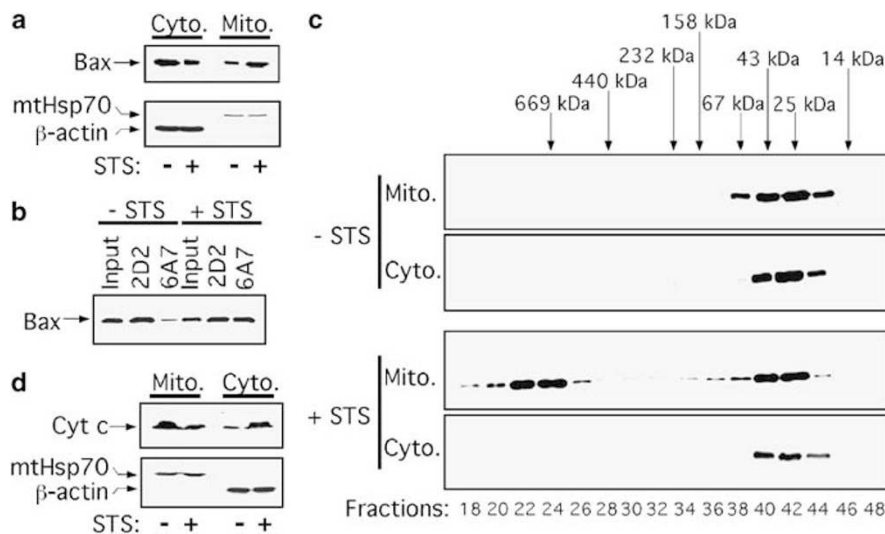 a
Cyto. Mito.
Bax
mtHsp70
β-actin
STS: - + - +
b
- STS + STS
Input 2D2 6A7 Input 2D2 6A7
Bax
d
Mito. Cyto.
Cyt c
mtHsp70
β-actin
STS: - + - +
c
158 kDa
232 kDa 43 kDa 14 kDa
440 kDa
669 kDa 67 kDa 25 kDa
- STS
Mito.
Cyto.
+ STS
Mito.
Cyto.
Fractions: 18 20 22 24 26 28 30 32 34 36 38 40 42 44 46 48